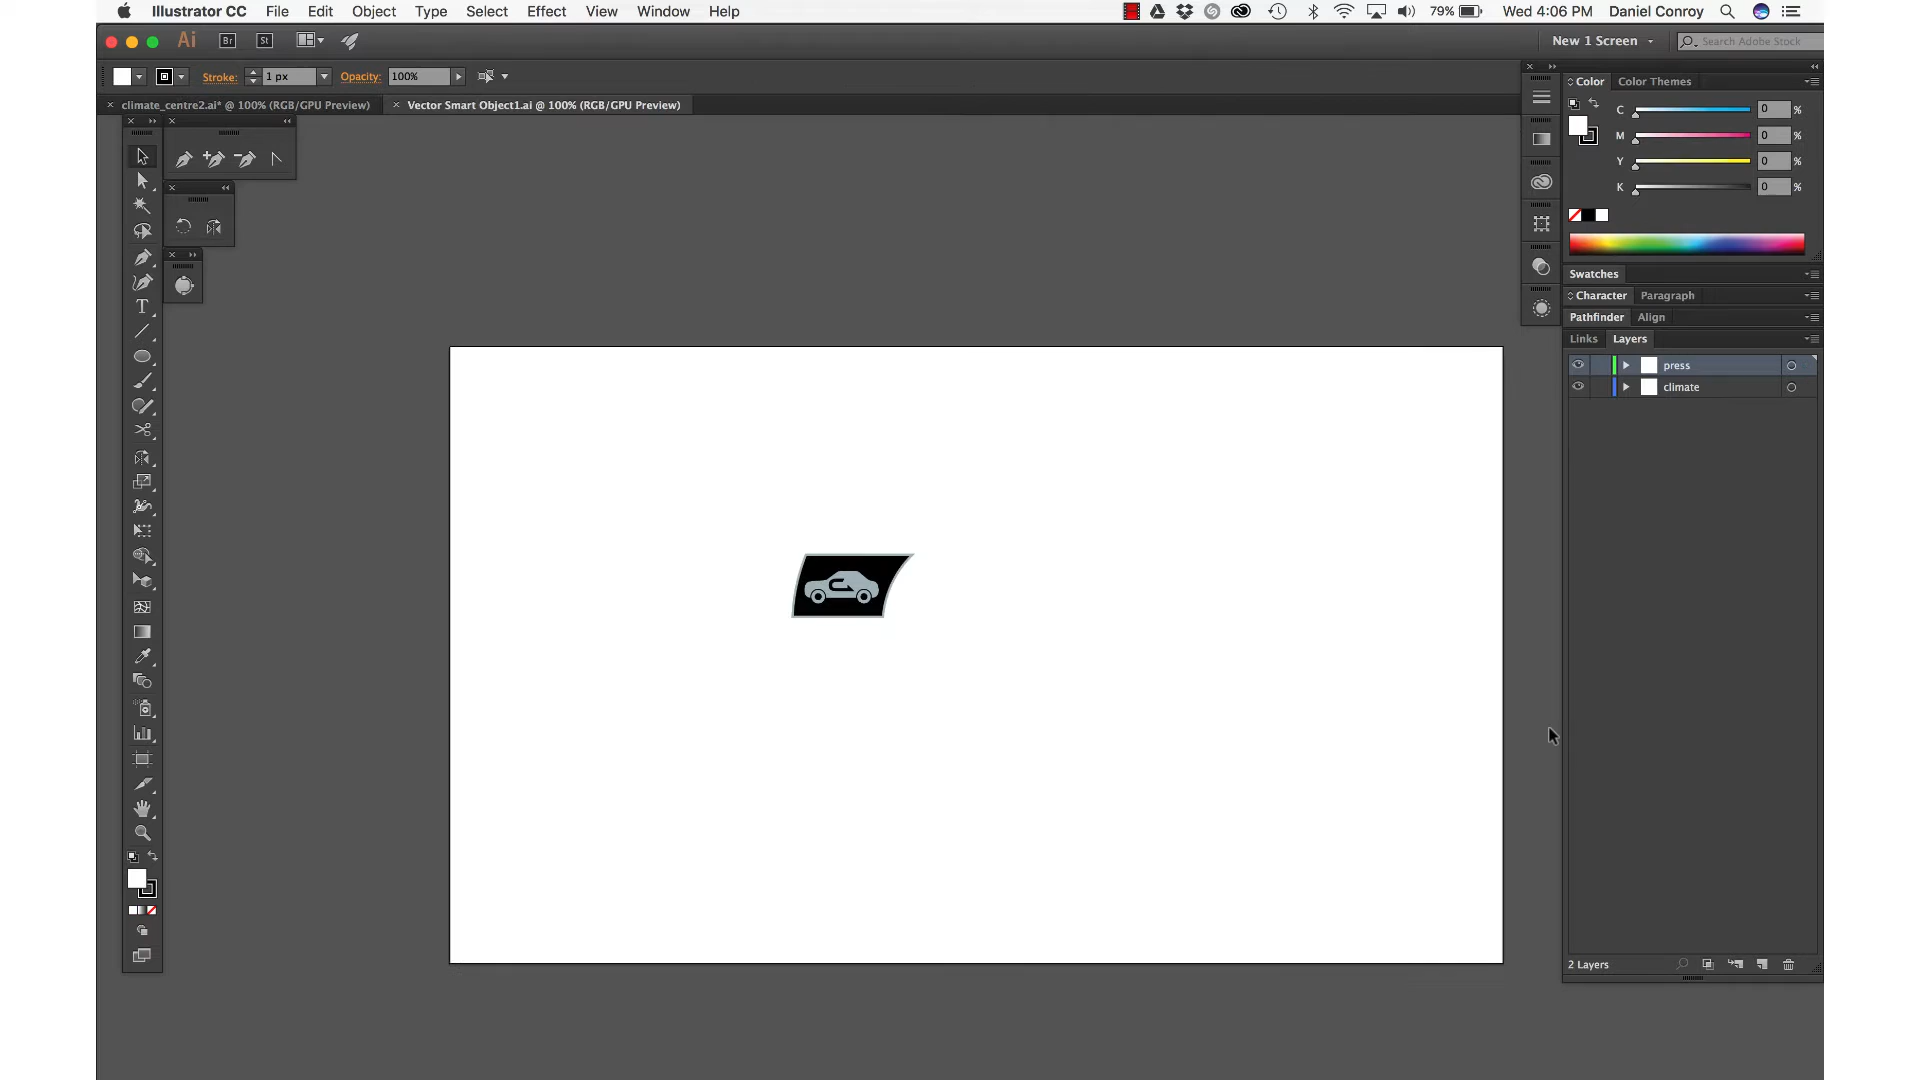 Illustrator CC File Edit Object Type Select Effect View Window Help 79% Wed 4:06 PM Daniel Conroy
Ai Br St New 1 Screen Search Adobe Stock
Stroke: 1 px Opacity: 100%
climate_centre2.ai* @ 100% (RGB/GPU Preview) Vector Smart Object1.ai @ 100% (RGB/GPU Preview)
Color Color Themes
C 0 %
M 0 %
Y 0 %
K 0 %
Swatches
Character Paragraph
Pathfinder Align
Links Layers
press
climate
2 Layers